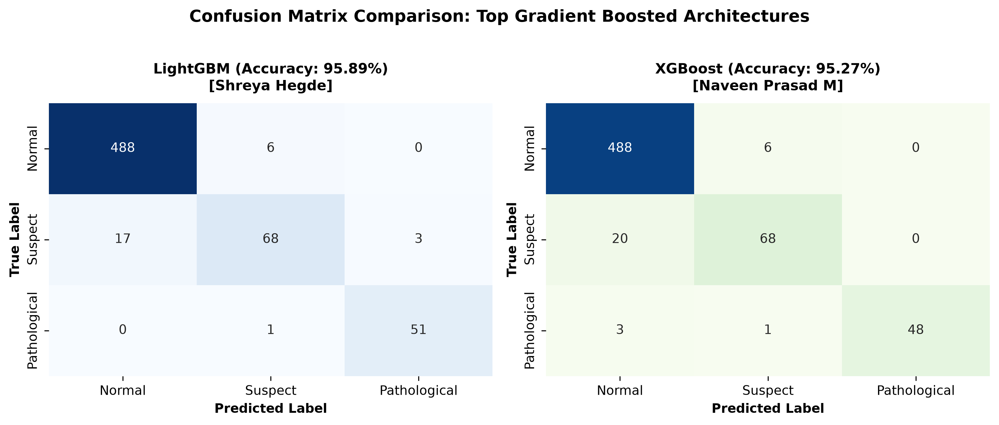 Confusion Matrix Comparison: Top Gradient Boosted Architectures
LightGBM (Accuracy: 95.89%)
[Shreya Hegde]
True Label
Normal
488 6 0
Suspect
17 68 3
Pathological
0 1 51
Normal Suspect Pathological
Predicted Label
XGBoost (Accuracy: 95.27%)
[Naveen Prasad M]
True Label
Normal
488 6 0
Suspect
20 68 0
Pathological
3 1 48
Normal Suspect Pathological
Predicted Label